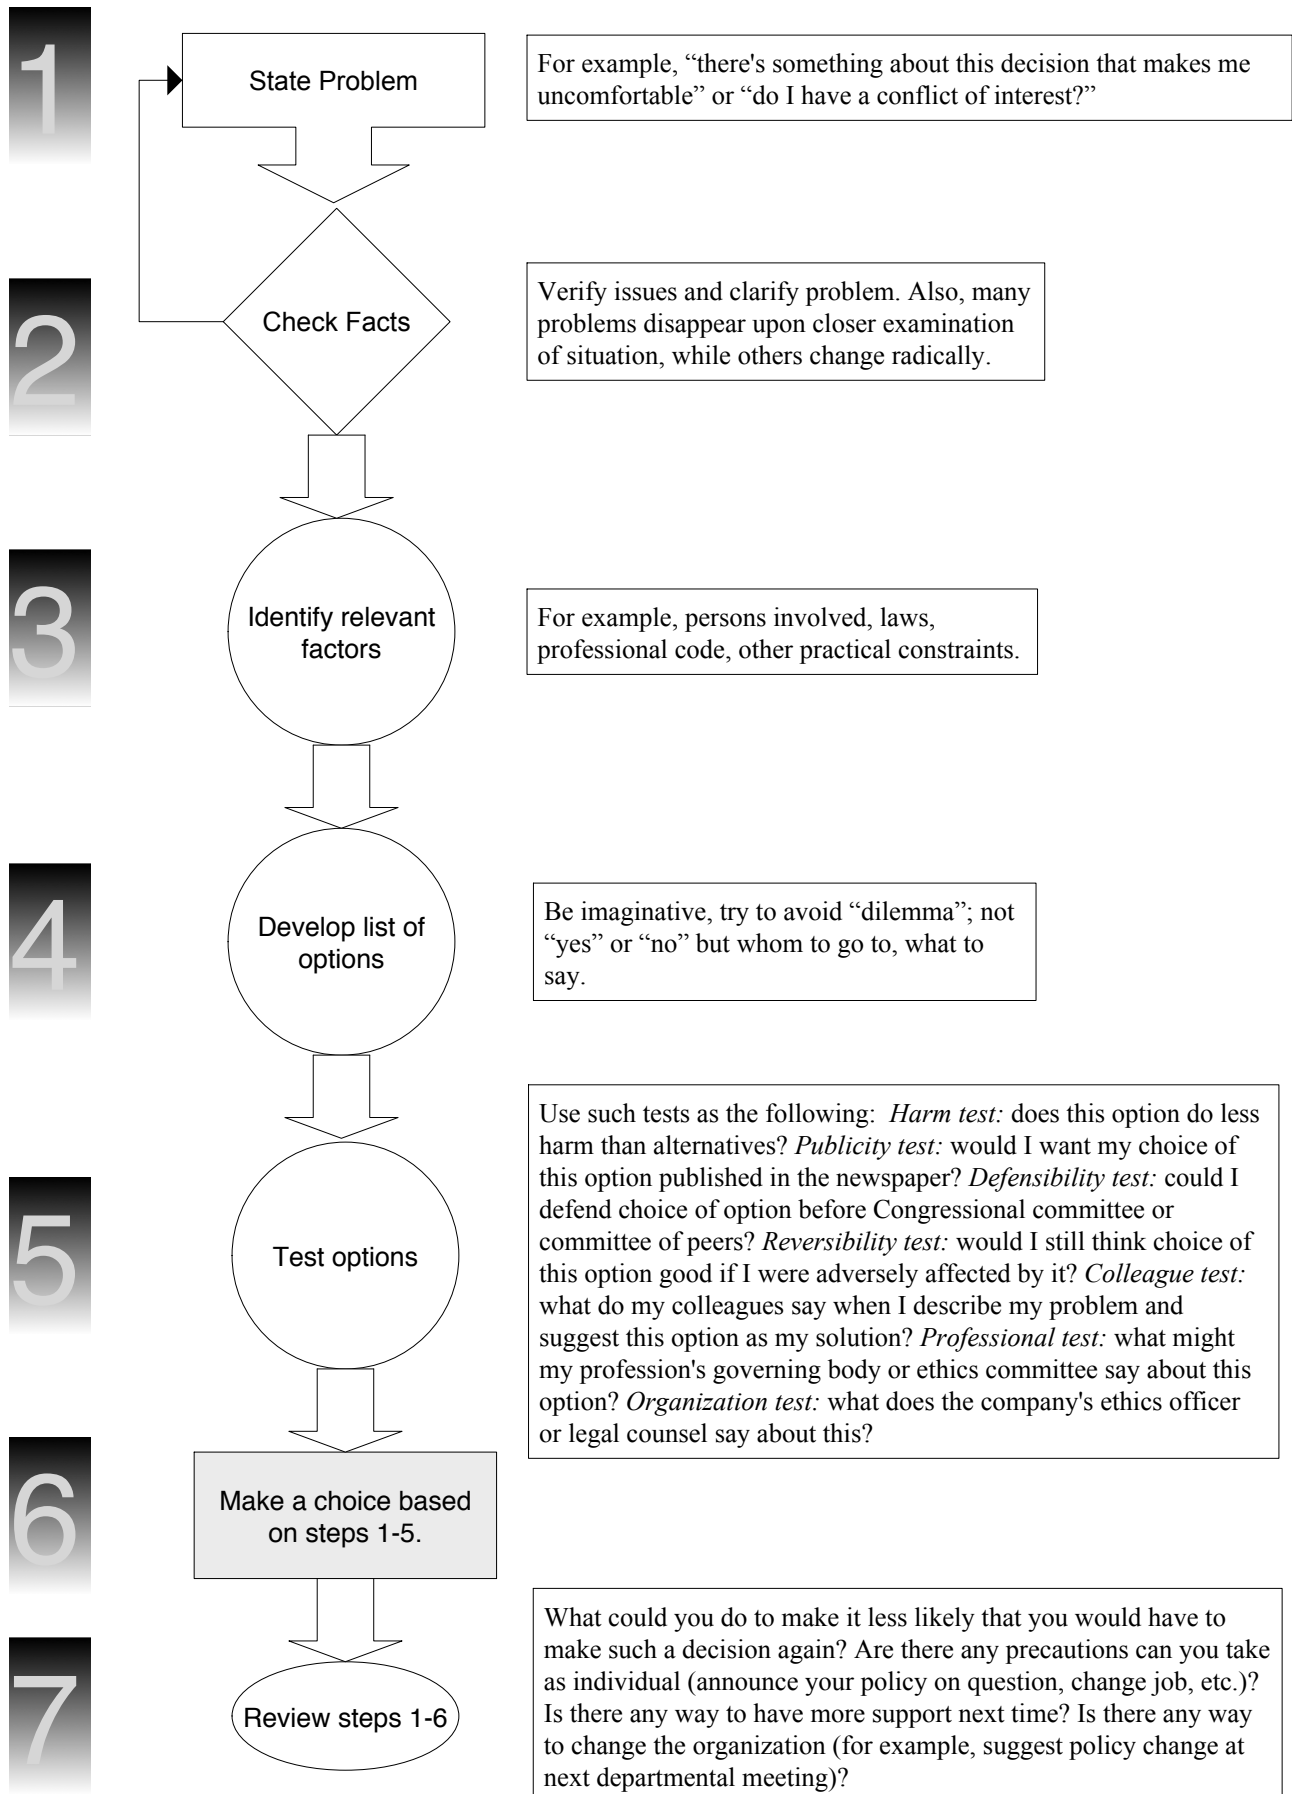 1
State Problem
For example, “there's something about this decision that makes me
uncomfortable” or “do I have a conflict of interest?”
2
Check Facts
Verify issues and clarify problem. Also, many
problems disappear upon closer examination
of situation, while others change radically.
3
Identify relevant
factors
For example, persons involved, laws,
professional code, other practical constraints.
4
Develop list of
options
Be imaginative, try to avoid “dilemma”; not
“yes” or “no” but whom to go to, what to
say.
5
Test options
Use such tests as the following:  Harm test: does this option do less
harm than alternatives? Publicity test: would I want my choice of
this option published in the newspaper? Defensibility test: could I
defend choice of option before Congressional committee or
committee of peers? Reversibility test: would I still think choice of
this option good if I were adversely affected by it? Colleague test:
what do my colleagues say when I describe my problem and
suggest this option as my solution? Professional test: what might
my profession's governing body or ethics committee say about this
option? Organization test: what does the company's ethics officer
or legal counsel say about this?
6
Make a choice based
on steps 1-5.
7
Review steps 1-6
What could you do to make it less likely that you would have to
make such a decision again? Are there any precautions can you take
as individual (announce your policy on question, change job, etc.)?
Is there any way to have more support next time? Is there any way
to change the organization (for example, suggest policy change at
next departmental meeting)?